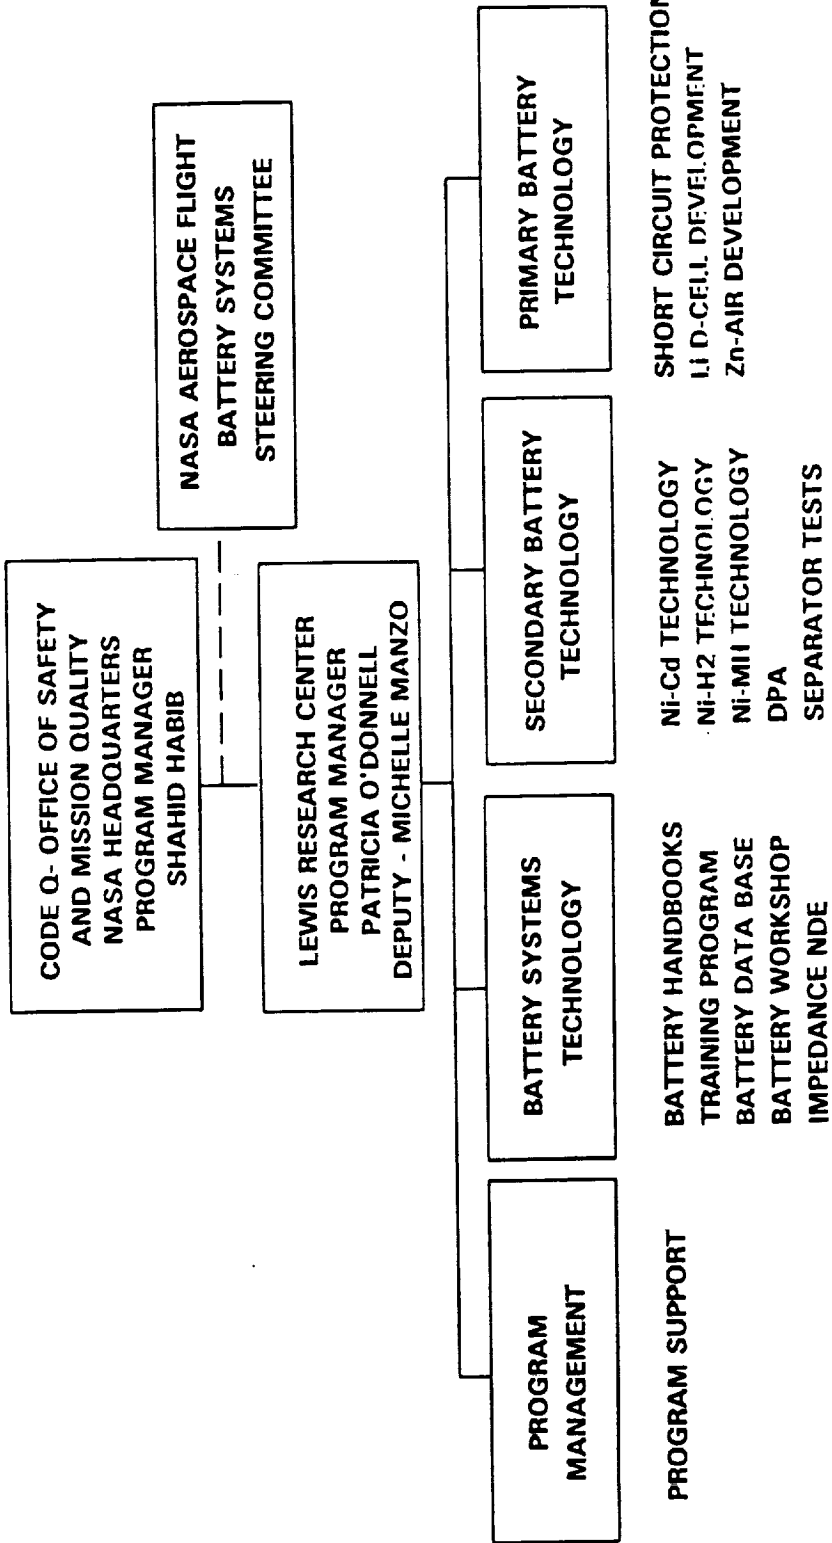 CODE Q- OFFICE OF SAFETY
AND MISSION QUALITY
NASA HEADQUARTERS
PROGRAM MANAGER
SHAHID HABIB
NASA AEROSPACE FLIGHT
BATTERY SYSTEMS
STEERING COMMITTEE
LEWIS RESEARCH CENTER
PROGRAM MANAGER
PATRICIA O'DONNELL
DEPUTY - MICHELLE MANZO
PROGRAM
MANAGEMENT
PROGRAM SUPPORT
BATTERY SYSTEMS
TECHNOLOGY
BATTERY HANDBOOKS
TRAINING PROGRAM
BATTERY DATA BASE
BATTERY WORKSHOP
IMPEDANCE NDE
SECONDARY BATTERY
TECHNOLOGY
Ni-Cd TECHNOLOGY
Ni-H2 TECHNOLOGY
Ni-MH TECHNOLOGY
DPA
SEPARATOR TESTS
PRIMARY BATTERY
TECHNOLOGY
SHORT CIRCUIT PROTECTION
Li D-CELL DEVELOPMENT
Zn-AIR DEVELOPMENT